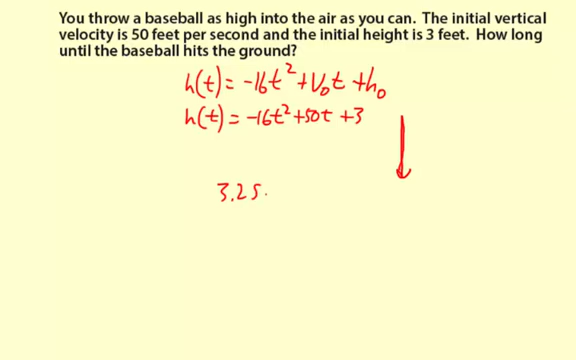 You throw a baseball as high into the air as you can. The initial vertical
velocity is 50 feet per second and the initial height is 3 feet. How long
until the baseball hits the ground?
h(t) = -16t² + V₀t + h₀
h(t) = -16t² + 50t + 3
3.2 s.